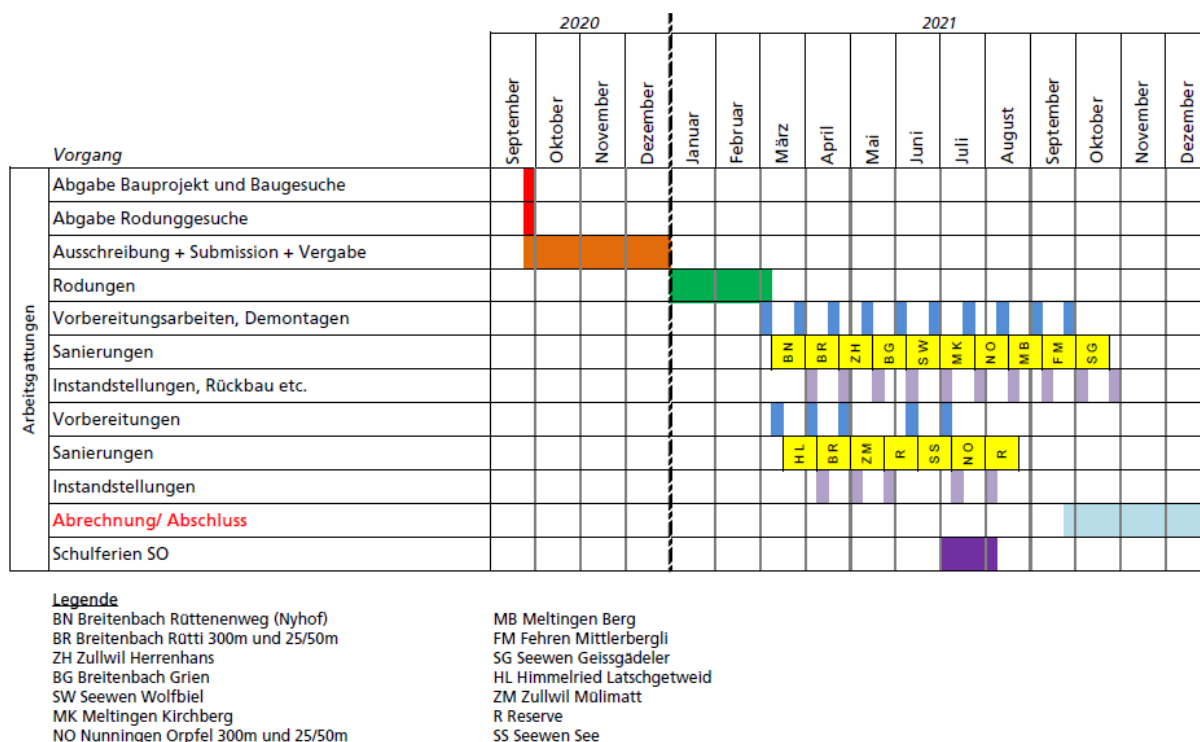 2020 2021
September Oktober November Dezember Januar Februar März April Mai Juni Juli August September Oktober November Dezember
Vorgang
Arbeitsgattungen
Abgabe Bauprojekt und Baugesuche
Abgabe Rodunggesuche
Ausschreibung + Submission + Vergabe
Rodungen
Vorbereitungsarbeiten, Demontagen
Sanierungen BN BR ZH BG SW MK NO MB FM SG
Instandstellungen, Rückbau etc.
Vorbereitungen
Sanierungen HL BR ZM R SS NO R
Instandstellungen
Abrechnung/ Abschluss
Schulferien SO
Legende
BN Breitenbach Rüttenenweg (Nyhof)
BR Breitenbach Rütti 300m und 25/50m
ZH Zullwil Herrenhans
BG Breitenbach Grien
SW Seewen Wolfbiel
MK Meltingen Kirchberg
NO Nunningen Orpfel 300m und 25/50m
MB Meltingen Berg
FM Fehren Mittlerbergli
SG Seewen Geissgädeler
HL Himmelried Latschgetweid
ZM Zullwil Mülimatt
R Reserve
SS Seewen See